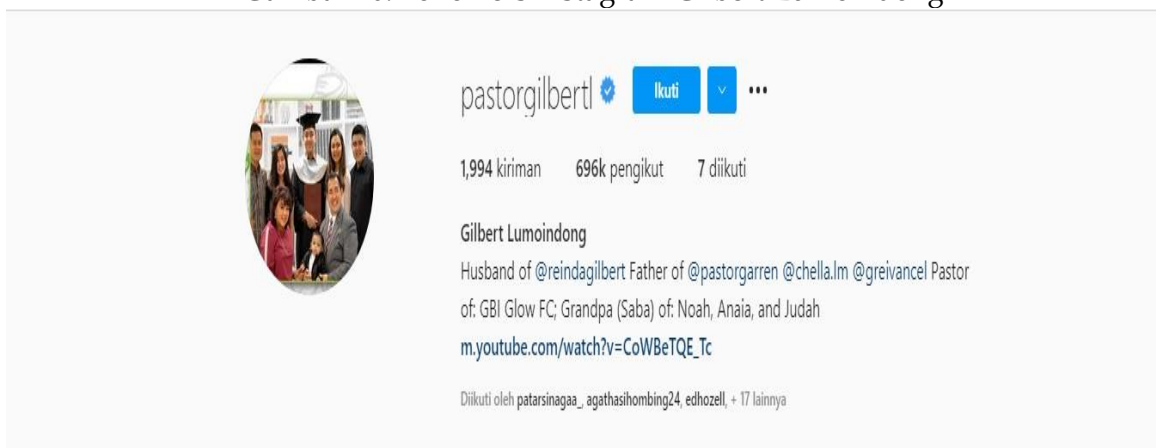 pastorgilbertl
Ikuti
1,994 kiriman 696k pengikut 7 diikuti
Gilbert Lumoindong
Husband of @reindagilbert Father of @pastorgarren @chella.lm @greivancel Pastor
of: GBI Glow FC; Grandpa (Saba) of: Noah, Anaia, and Judah
m.youtube.com/watch?v=CoWBeTQE_Tc
Diikuti oleh patarsinagaa_, agathasihombing24, edhozell, + 17 lainnya